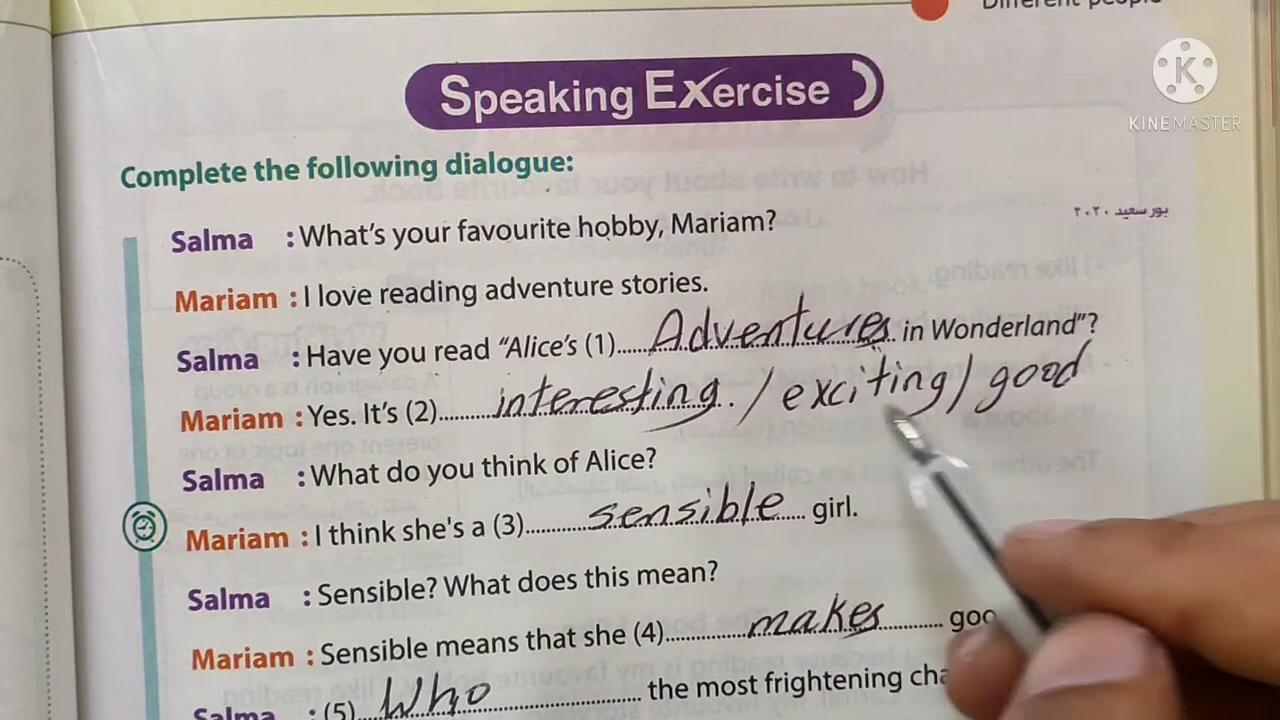 Different people
Speaking Exercise
KINEMASTER
Complete the following dialogue:
بور سعيد ٢٠٢٠
Salma : What's your favourite hobby, Mariam?
Mariam : I love reading adventure stories.
Salma : Have you read "Alice's (1)..... Adventures in Wonderland"?
Mariam : Yes. It's (2)..... interesting. / exciting / good
Salma : What do you think of Alice?
Mariam : I think she's a (3)..... sensible ..... girl.
Salma : Sensible? What does this mean?
Mariam : Sensible means that she (4)..... makes .....
Salma : (5) Who ..... the most frightening